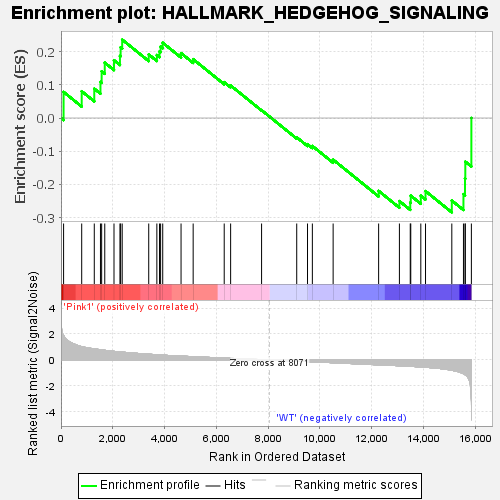 Enrichment plot: HALLMARK_HEDGEHOG_SIGNALING
Enrichment score (ES)
0.2
0.1
0.0
-0.1
-0.2
-0.3
'Pink1' (positively correlated)
Ranked list metric (Signal2Noise)
4
2
0
-2
-4
Zero cross at 8071
'WT' (negatively correlated)
0 2,000 4,000 6,000 8,000 10,000 12,000 14,000 16,000
Rank in Ordered Dataset
Enrichment profile Hits Ranking metric scores